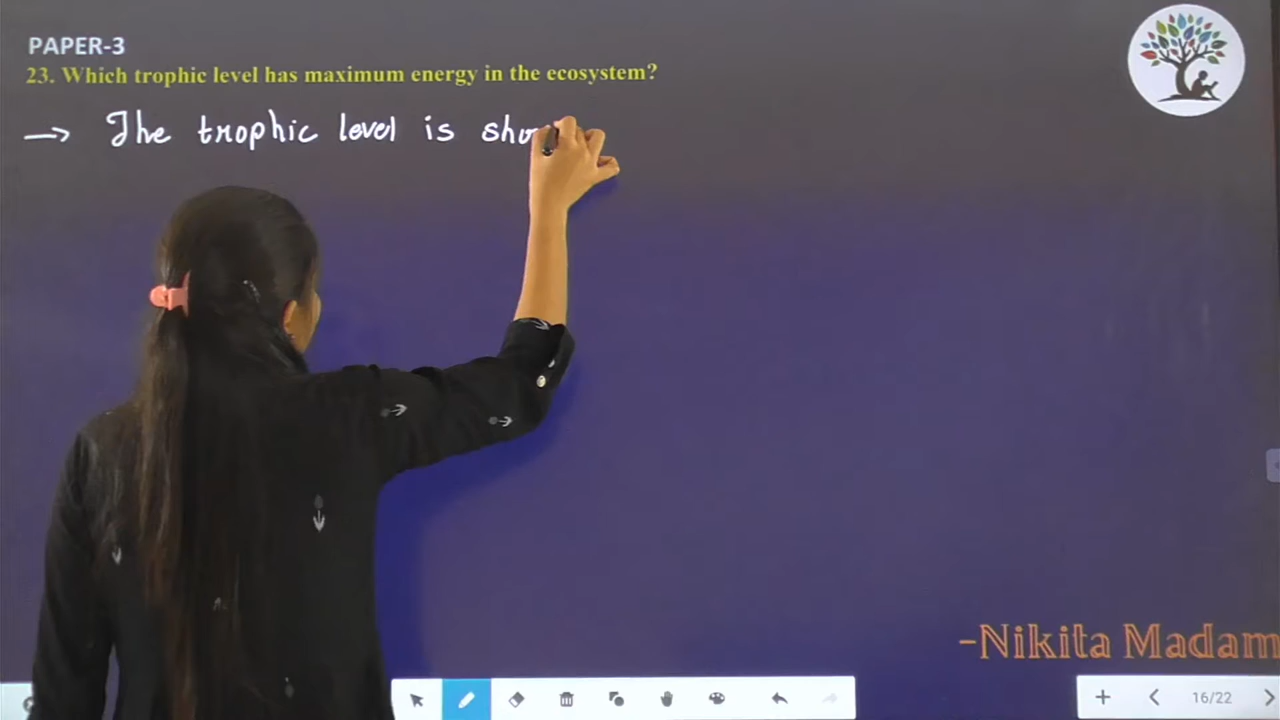 PAPER-3
23. Which trophic level has maximum energy in the ecosystem?
→ The trophic level is
-Nikita Madam
16/22